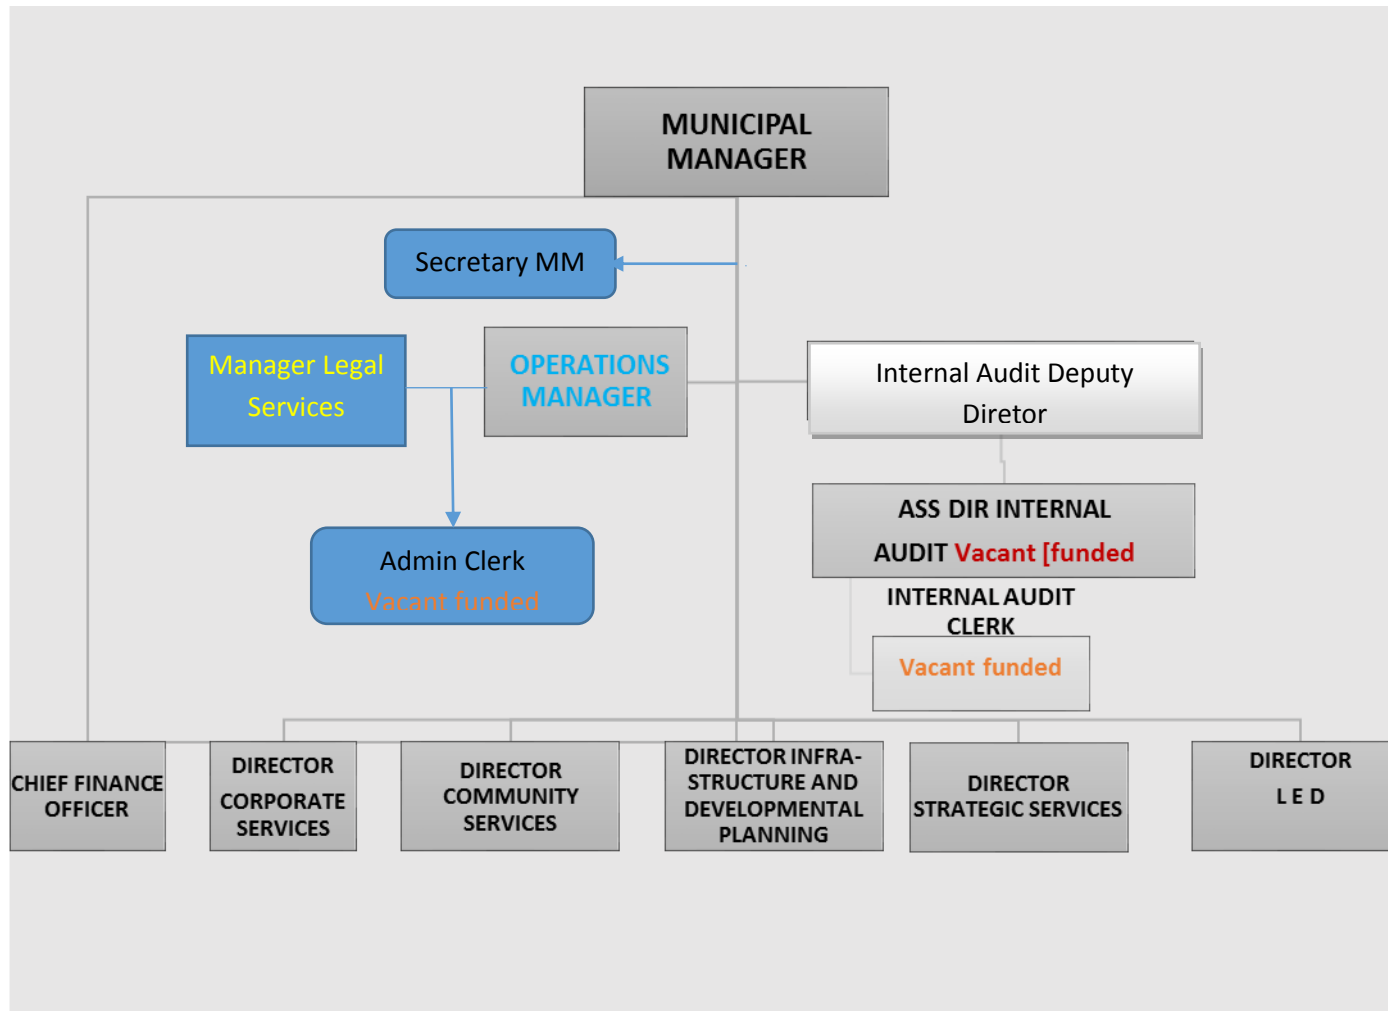 MUNICIPAL
MANAGER
Secretary MM
Manager Legal
Services
OPERATIONS
MANAGER
Internal Audit Deputy
Diretor
ASS DIR INTERNAL
AUDIT Vacant [funded
Admin Clerk
Vacant funded
INTERNAL AUDIT
CLERK
Vacant funded
CHIEF FINANCE
OFFICER
DIRECTOR
CORPORATE
SERVICES
DIRECTOR
COMMUNITY
SERVICES
DIRECTOR INFRA-
STRUCTURE AND
DEVELOPMENTAL
PLANNING
DIRECTOR
STRATEGIC SERVICES
DIRECTOR
L E D